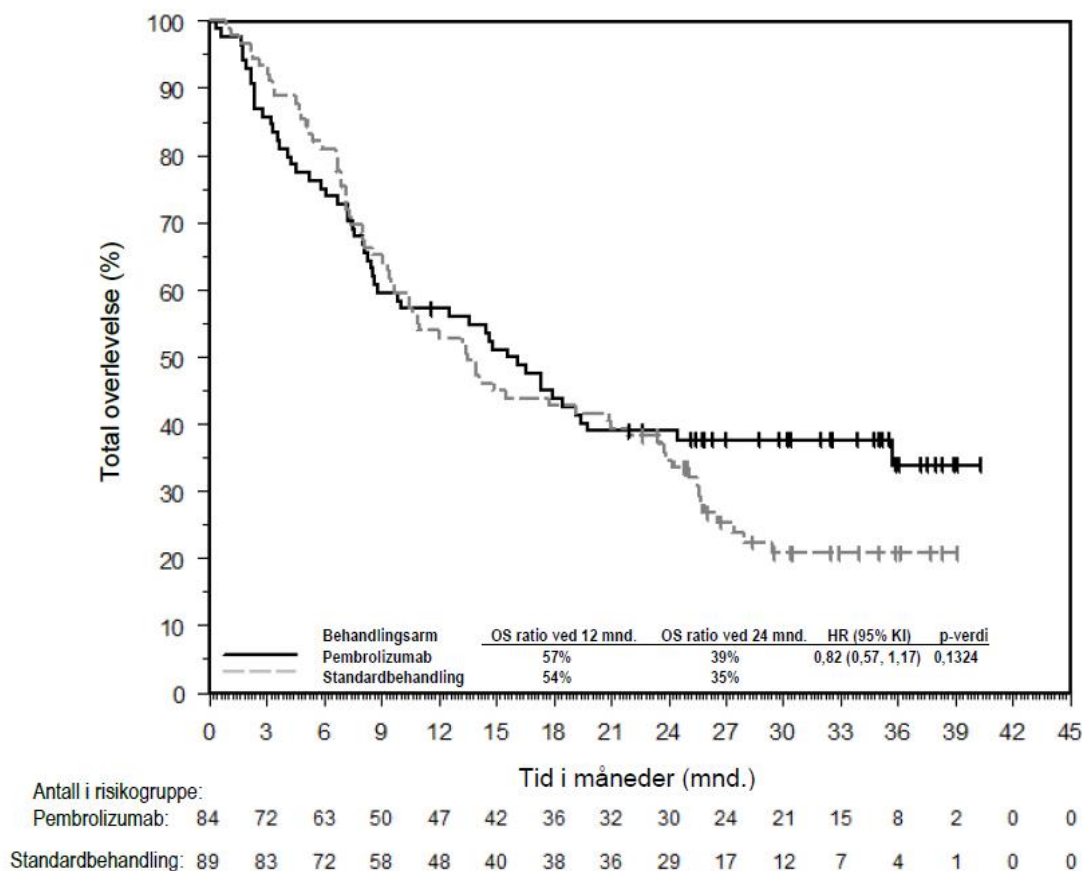 Total overlevelse (%)
100
90
80
70
60
50
40
30
20
10
0
Behandlingsarm OS ratio ved 12 mnd. OS ratio ved 24 mnd. HR (95% KI) p-verdi
Pembrolizumab 57% 39% 0,82 (0,57, 1,17) 0,1324
Standardbehandling 54% 35%
0 3 6 9 12 15 18 21 24 27 30 33 36 39 42 45
Tid i måneder (mnd.)
Antall i risikogruppe:
Pembrolizumab: 84 72 63 50 47 42 36 32 30 24 21 15 8 2 0 0
Standardbehandling: 89 83 72 58 48 40 38 36 29 17 12 7 4 1 0 0